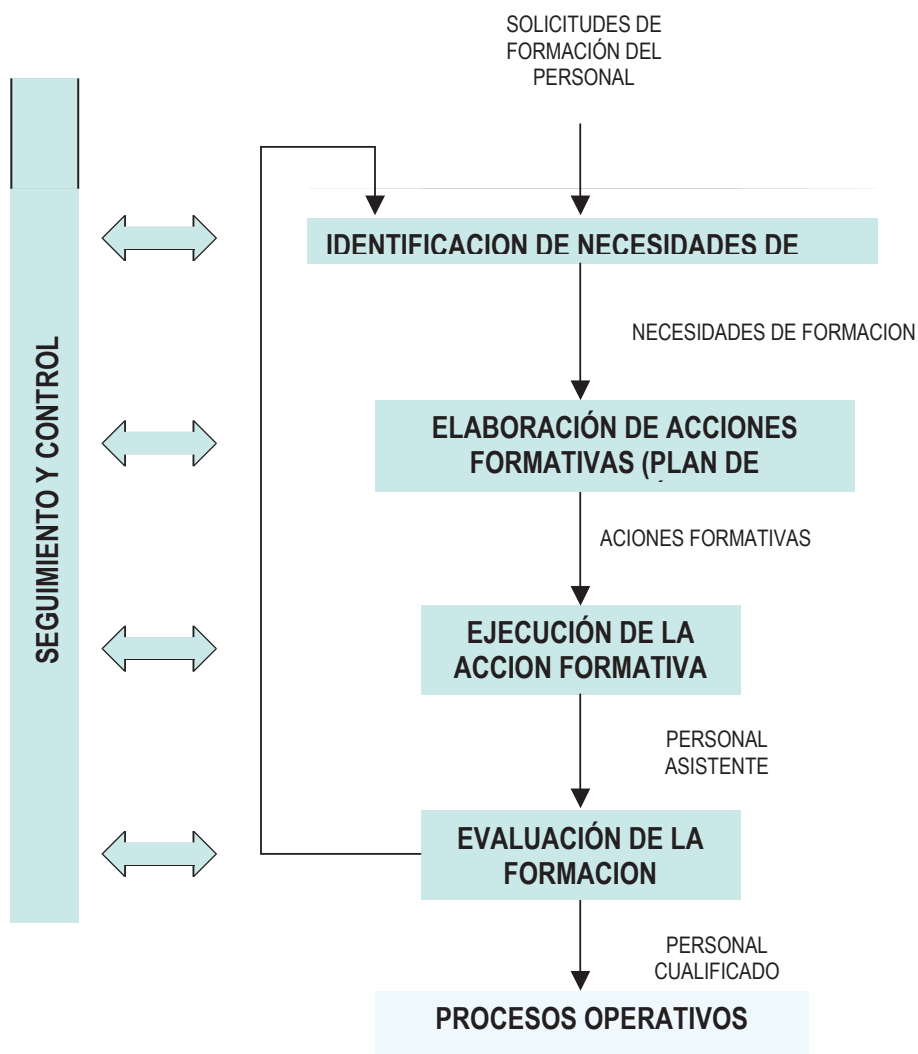 SOLICITUDES DE
FORMACIÓN DEL
PERSONAL
IDENTIFICACION DE NECESIDADES DE
NECESIDADES DE FORMACION
ELABORACIÓN DE ACCIONES
FORMATIVAS (PLAN DE
ACIONES FORMATIVAS
EJECUCIÓN DE LA
ACCION FORMATIVA
PERSONAL
ASISTENTE
EVALUACIÓN DE LA
FORMACION
PERSONAL
CUALIFICADO
PROCESOS OPERATIVOS
SEGUIMIENTO Y CONTROL